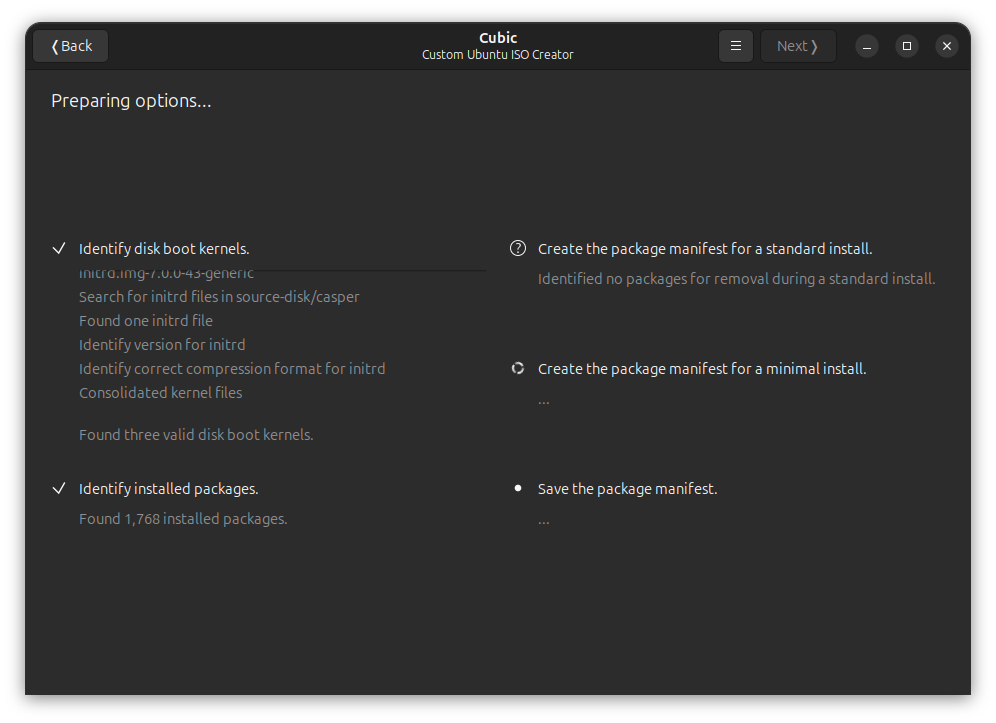 ❬Back
Cubic
Custom Ubuntu ISO Creator
Next❭
Preparing options...
Identify disk boot kernels.
initrd.img-7.0.0-43-generic
Search for initrd files in source-disk/casper
Found one initrd file
Identify version for initrd
Identify correct compression format for initrd
Consolidated kernel files
Found three valid disk boot kernels.
Identify installed packages.
Found 1,768 installed packages.
Create the package manifest for a standard install.
Identified no packages for removal during a standard install.
Create the package manifest for a minimal install.
...
Save the package manifest.
...